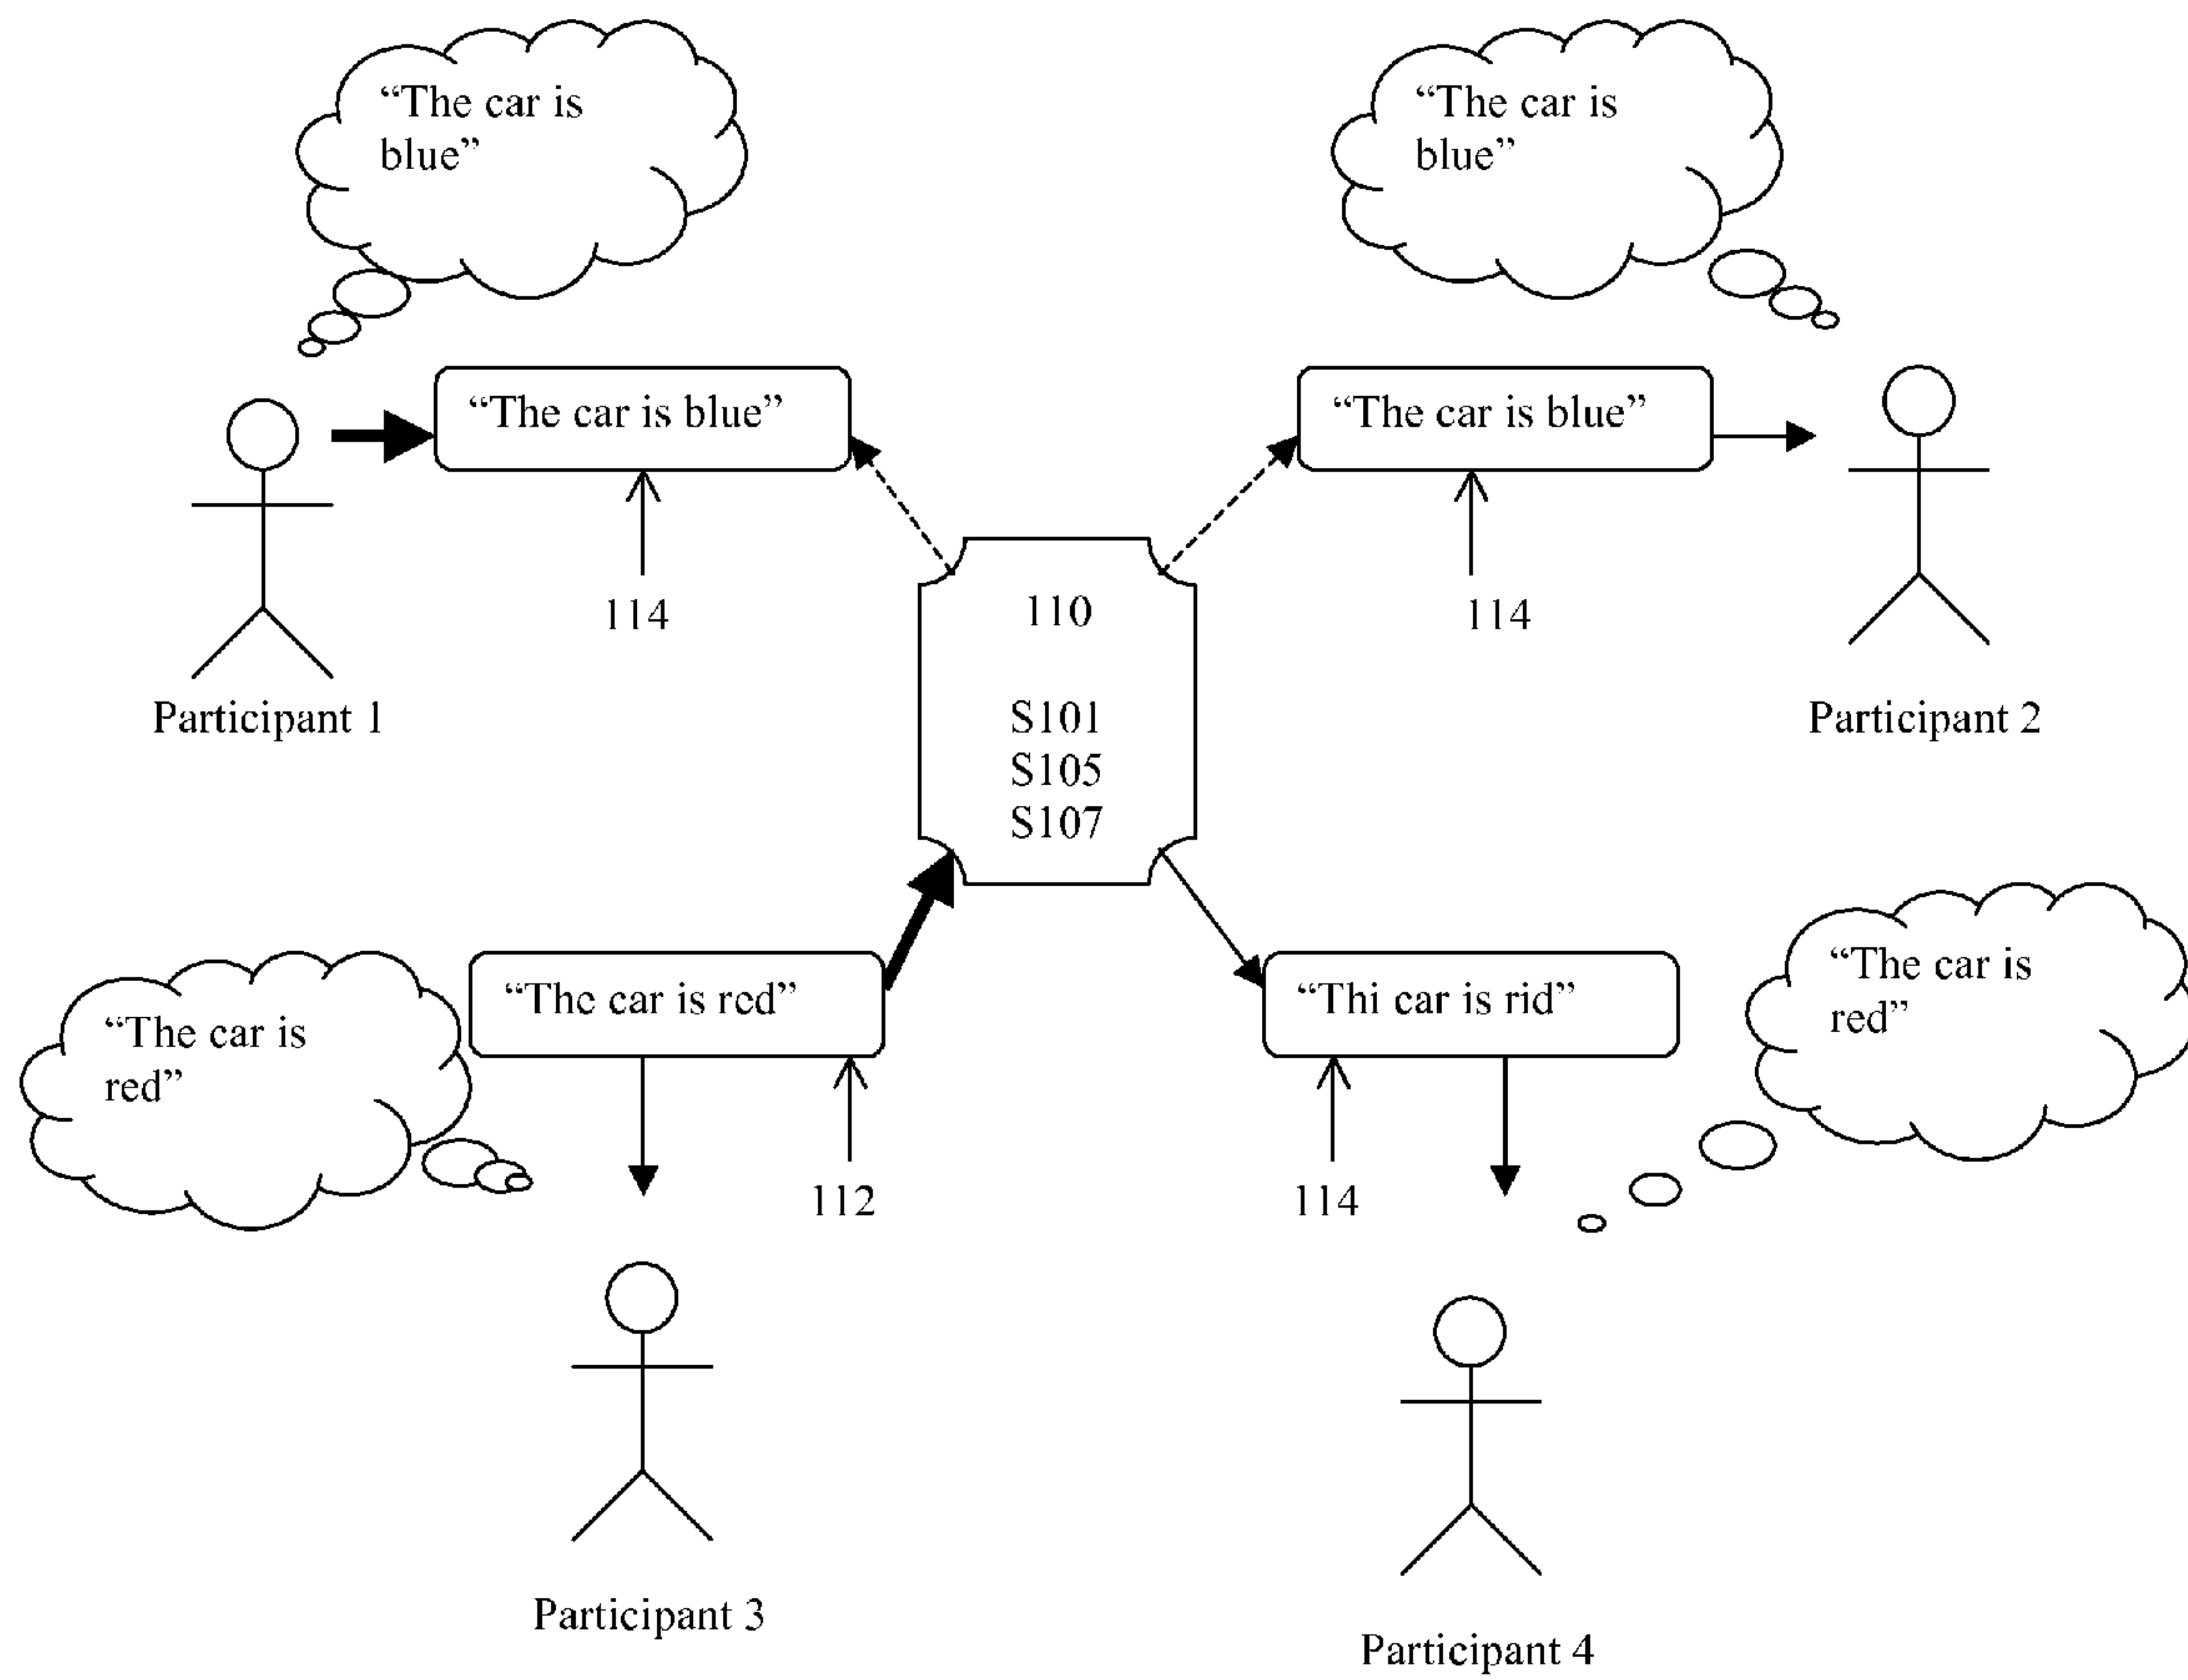 “The car is
blue”
“The car is
blue”
“The car is blue”
“The car is blue”
114
114
110
S101
S105
S107
Participant 1
Participant 2
“The car is
red”
“The car is red”
“Thi car is rid”
“The car is
red”
112
114
Participant 3
Participant 4